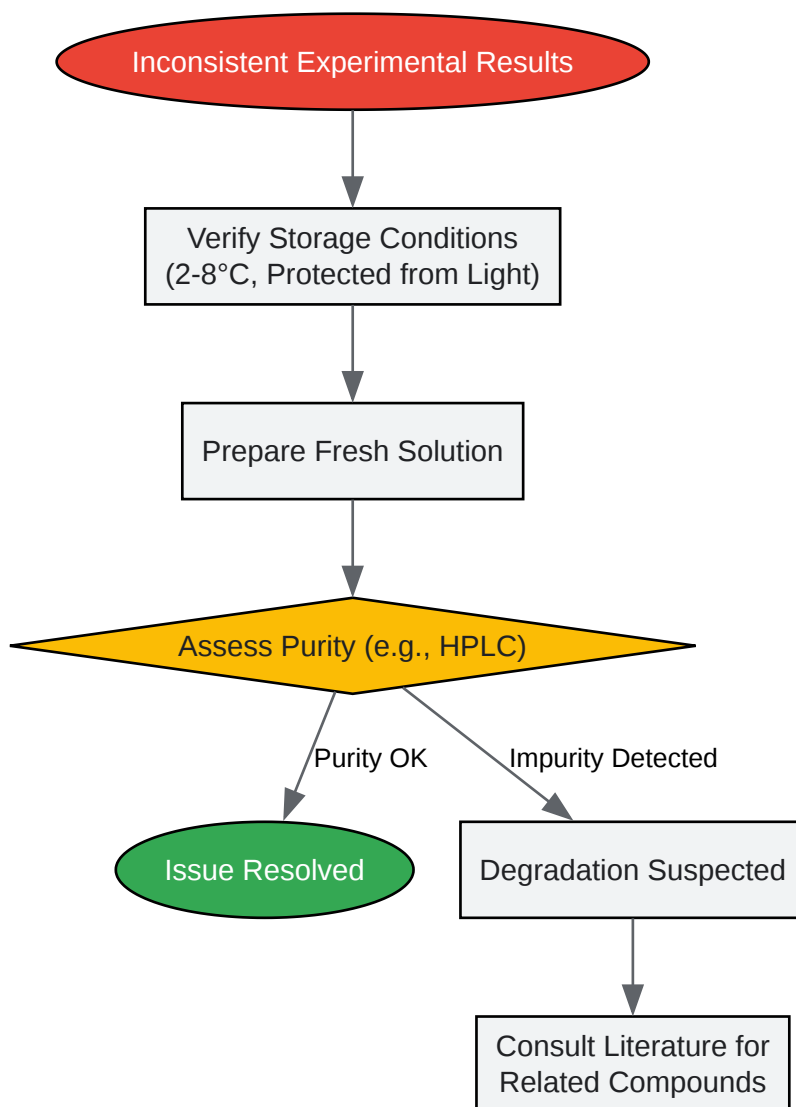 Inconsistent Experimental Results
Verify Storage Conditions
(2-8°C, Protected from Light)
Prepare Fresh Solution
Assess Purity (e.g., HPLC)
Purity OK
Impurity Detected
Issue Resolved
Degradation Suspected
Consult Literature for
Related Compounds